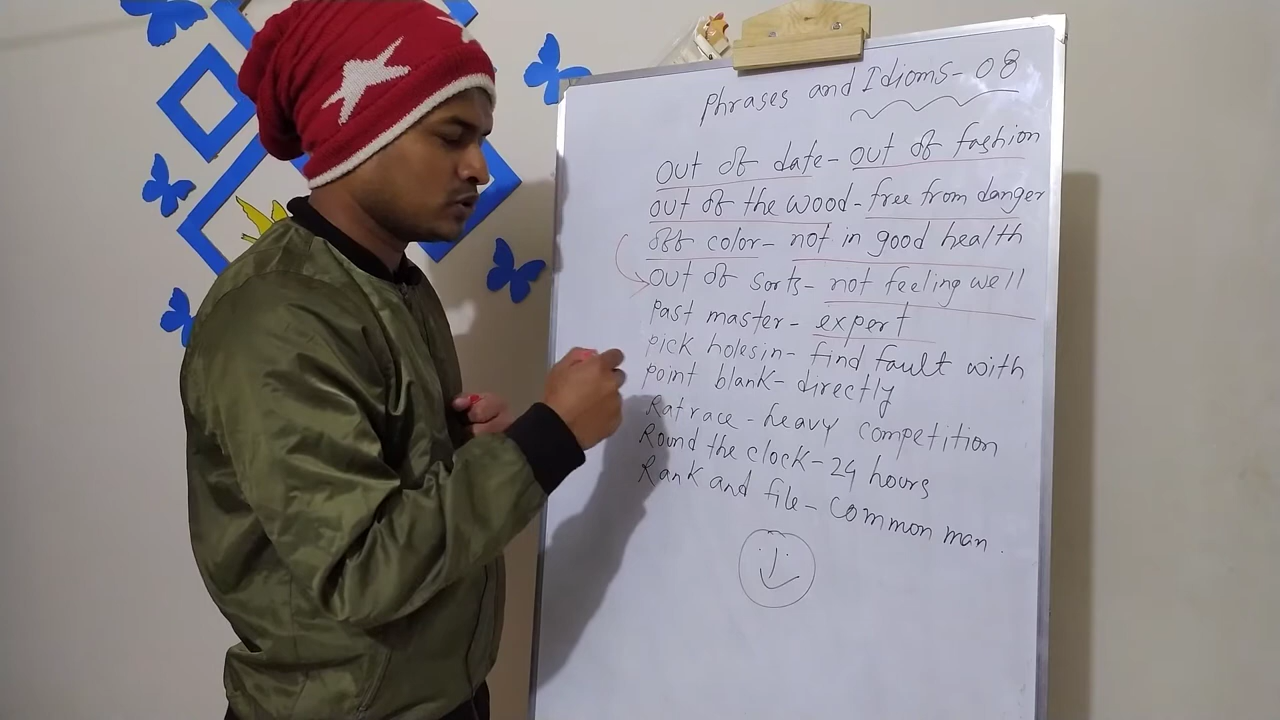 Phrases and Idioms - 08
out of date - out of fashion
out of the wood - free from danger
off color - not in good health
out of sorts - not feeling well
Past master - expert
pick holesin - find fault with
point blank - directly
Rat race - heavy competition
Round the clock - 24 hours
Rank and file - common man.